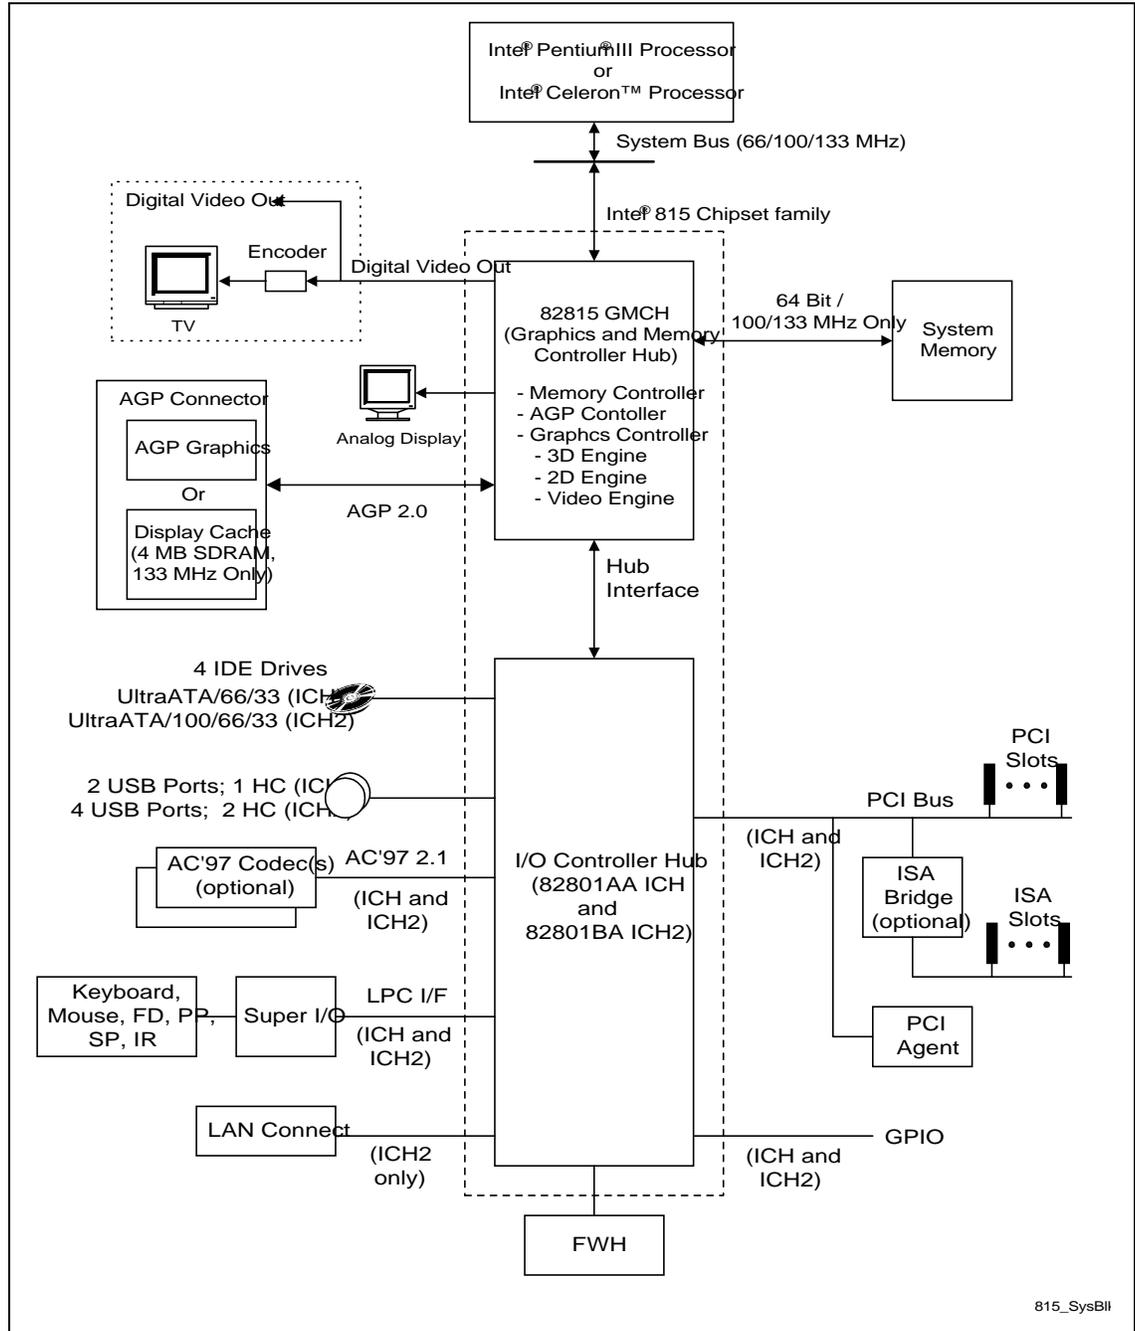 Intel® Pentium®III Processor
or
Intel® Celeron™ Processor
System Bus (66/100/133 MHz)
Intel® 815 Chipset family
Digital Video Out
Encoder
Digital Video Out
TV
82815 GMCH
(Graphics and Memory
Controller Hub)
- Memory Controller
- AGP Contoller
- Graphcs Controller
- 3D Engine
- 2D Engine
- Video Engine
64 Bit /
100/133 MHz Only
System
Memory
Analog Display
AGP Connector
AGP Graphics
Or
Display Cache
(4 MB SDRAM,
133 MHz Only)
AGP 2.0
Hub
Interface
4 IDE Drives
UltraATA/66/33 (ICH)
UltraATA/100/66/33 (ICH2)
2 USB Ports; 1 HC (ICH)
4 USB Ports; 2 HC (ICH2)
AC'97 Codec(s)
(optional)
AC'97 2.1
(ICH and
ICH2)
I/O Controller Hub
(82801AA ICH
and
82801BA ICH2)
PCI
Slots
PCI Bus
(ICH and
ICH2)
ISA
Bridge
(optional)
ISA
Slots
Keyboard,
Mouse, FD, PP,
SP, IR
Super I/O
LPC I/F
(ICH and
ICH2)
PCI
Agent
LAN Connect
(ICH2
only)
GPIO
(ICH and
ICH2)
FWH
815_SysBl